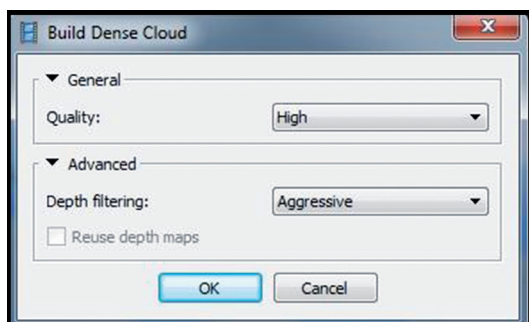 Build Dense Cloud
General
Quality: High
Advanced
Depth filtering: Aggressive
Reuse depth maps
OK Cancel